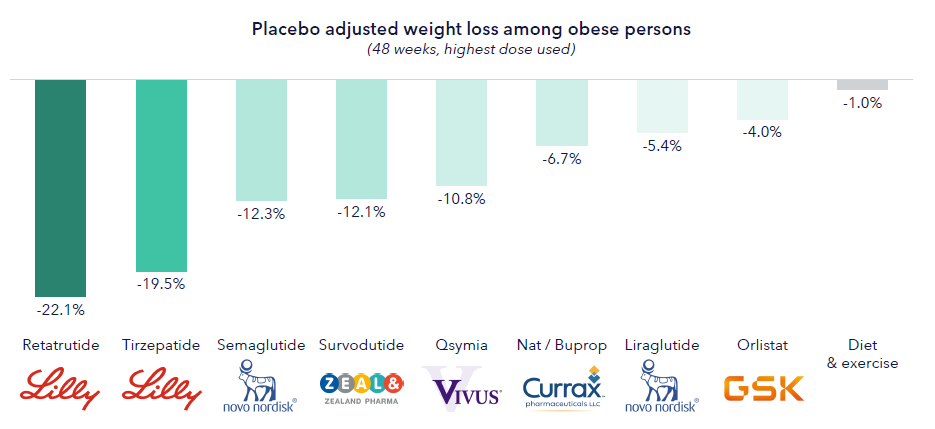 Placebo adjusted weight loss among obese persons
(48 weeks, highest dose used)
-1.0%
-4.0%
-5.4%
-6.7%
-10.8%
-12.3%
-12.1%
-19.5%
-22.1%
Retatrutide
Tirzepatide
Semaglutide
Survodutide
Qsymia
Nat / Buprop
Liraglutide
Orlistat
Diet
& exercise
Lilly
Lilly
novo nordisk®
ZEAL&
ZEALAND PHARMA
V
VIVUS
Currax™
pharmaceuticals LLC
novo nordisk®
GSK